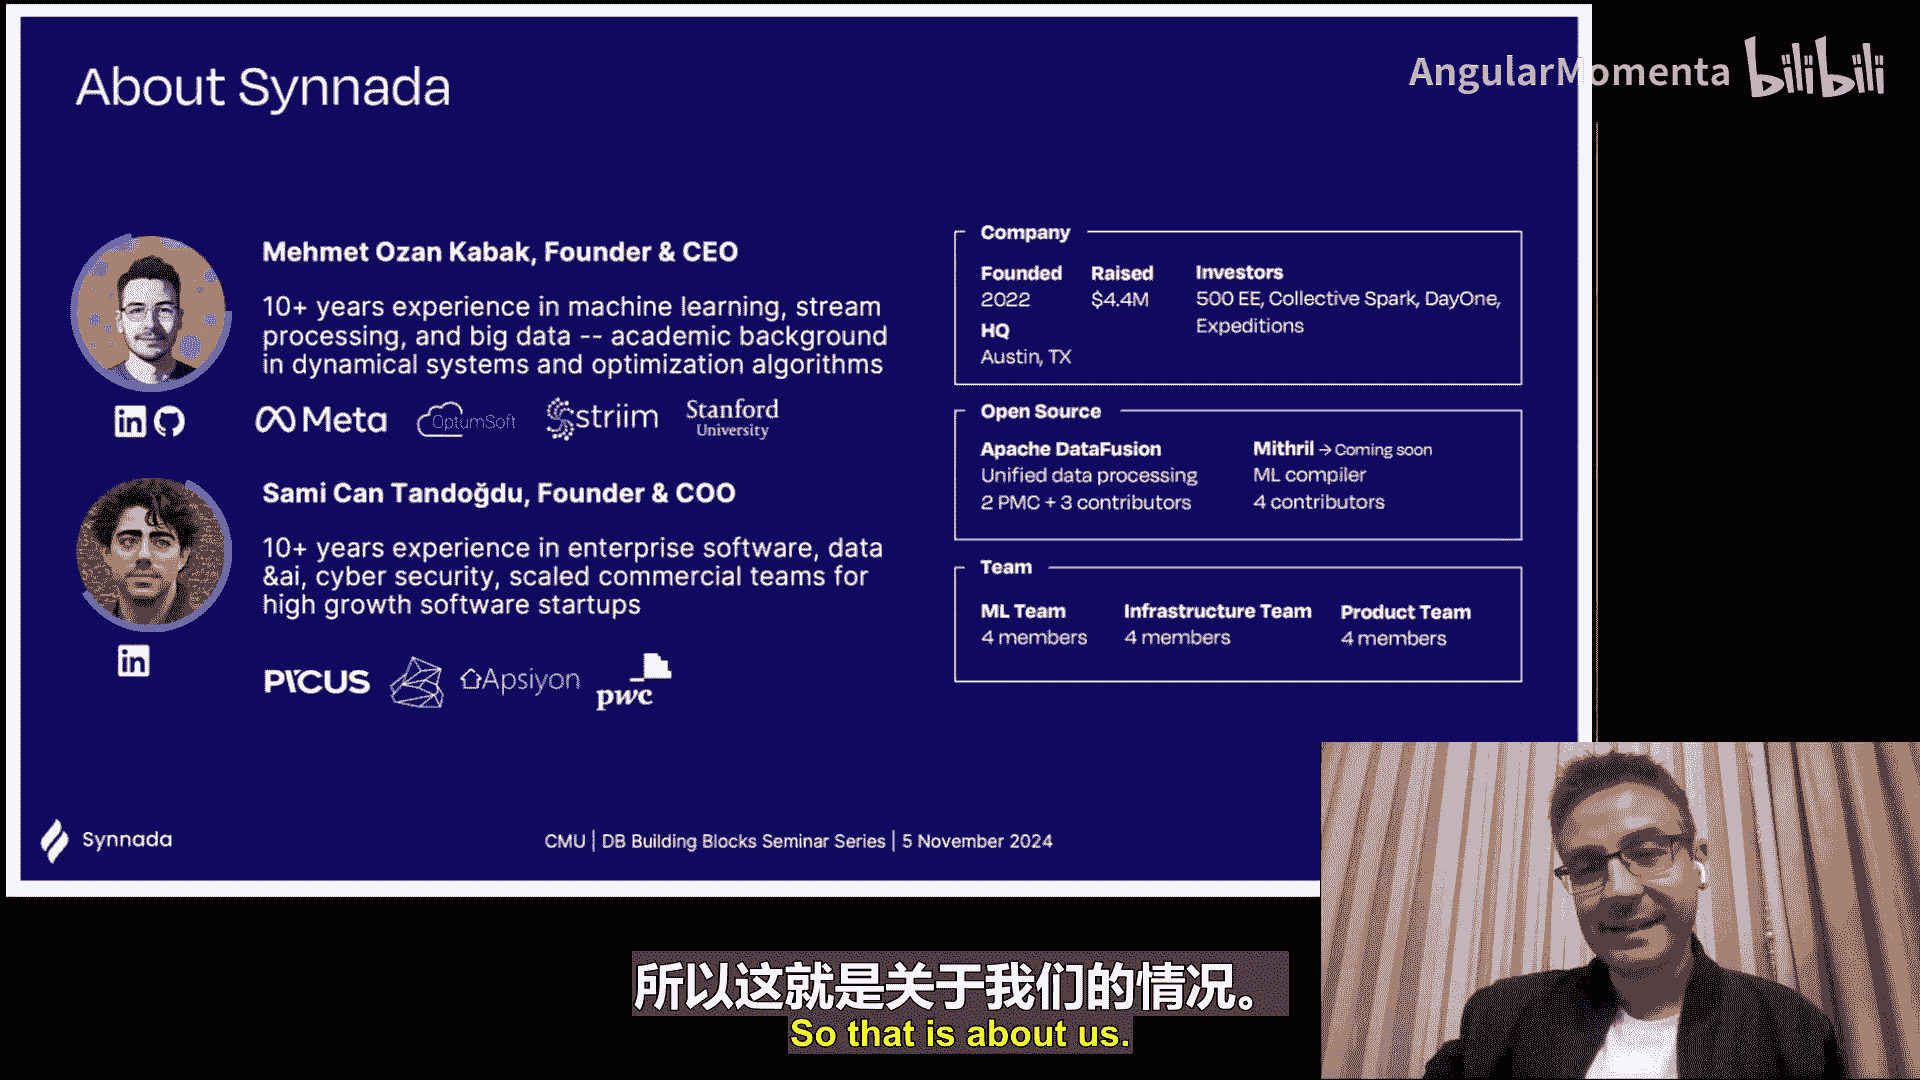 About Synnada
AngularMomenta bilibili
Mehmet Ozan Kabak, Founder & CEO
10+ years experience in machine learning, stream
processing, and big data -- academic background
in dynamical systems and optimization algorithms
in
Meta OptumSoft striim Stanford University
Sami Can Tandoğdu, Founder & COO
10+ years experience in enterprise software, data
&ai, cyber security, scaled commercial teams for
high growth software startups
in
PICUS Apsiyon pwc
Company
Founded Raised Investors
2022 $4.4M 500 EE, Collective Spark, DayOne,
Expeditions
HQ
Austin, TX
Open Source
Apache DataFusion Mithril → Coming soon
Unified data processing ML compiler
2 PMC + 3 contributors 4 contributors
Team
ML Team Infrastructure Team Product Team
4 members 4 members 4 members
Synnada
CMU | DB Building Blocks Seminar Series | 5 November 2024
所以这就是关于我们的情况。
So that is about us.